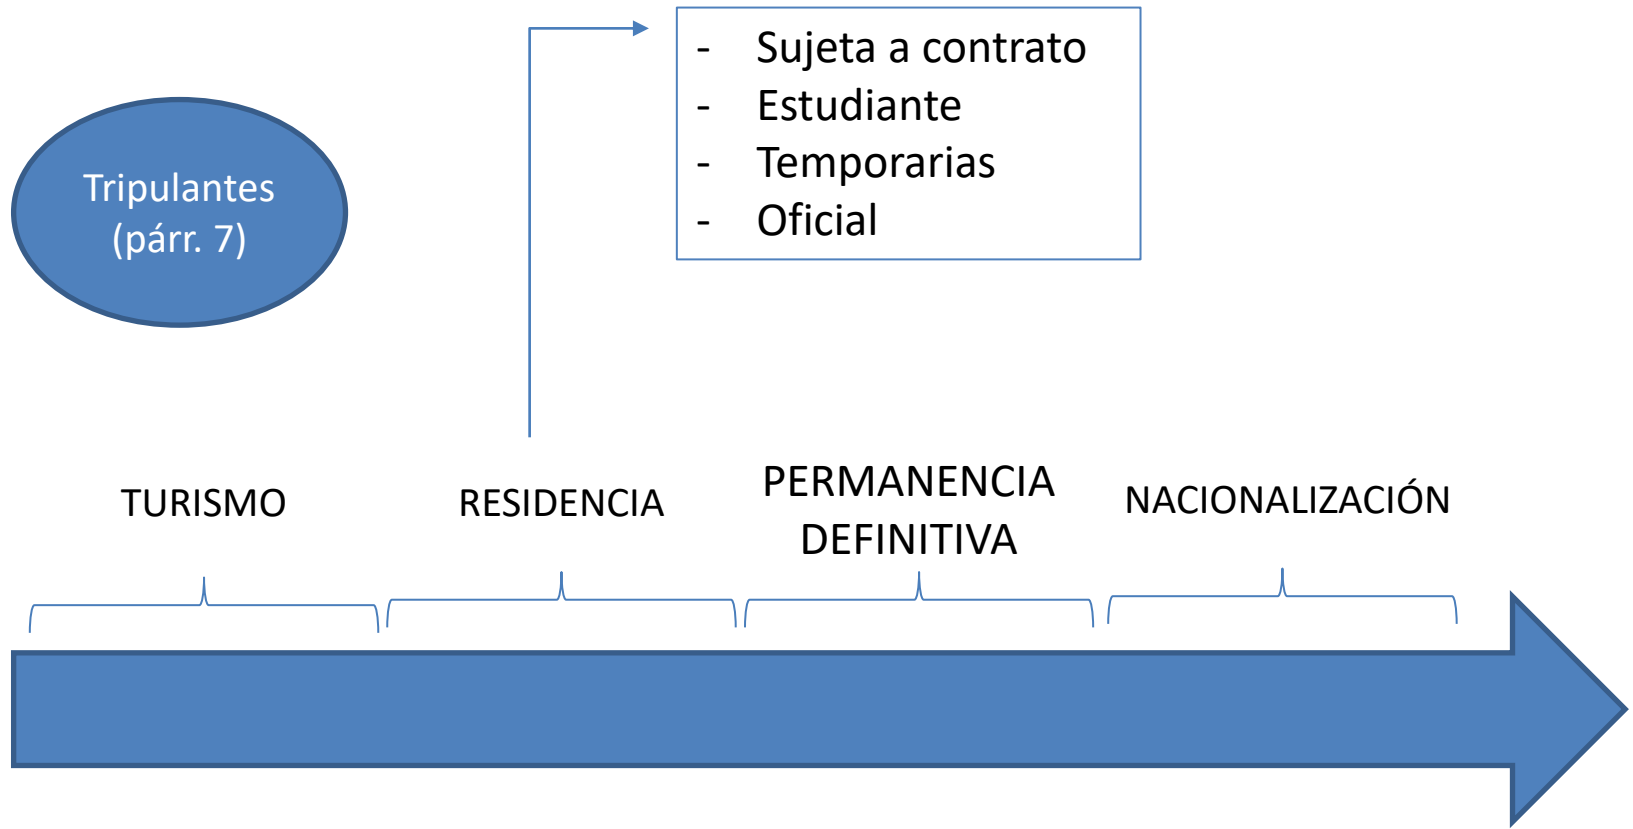 - Sujeta a contrato
- Estudiante
- Temporarias
- Oficial
Tripulantes
(párr. 7)
TURISMO
RESIDENCIA
PERMANENCIA
DEFINITIVA
NACIONALIZACIÓN